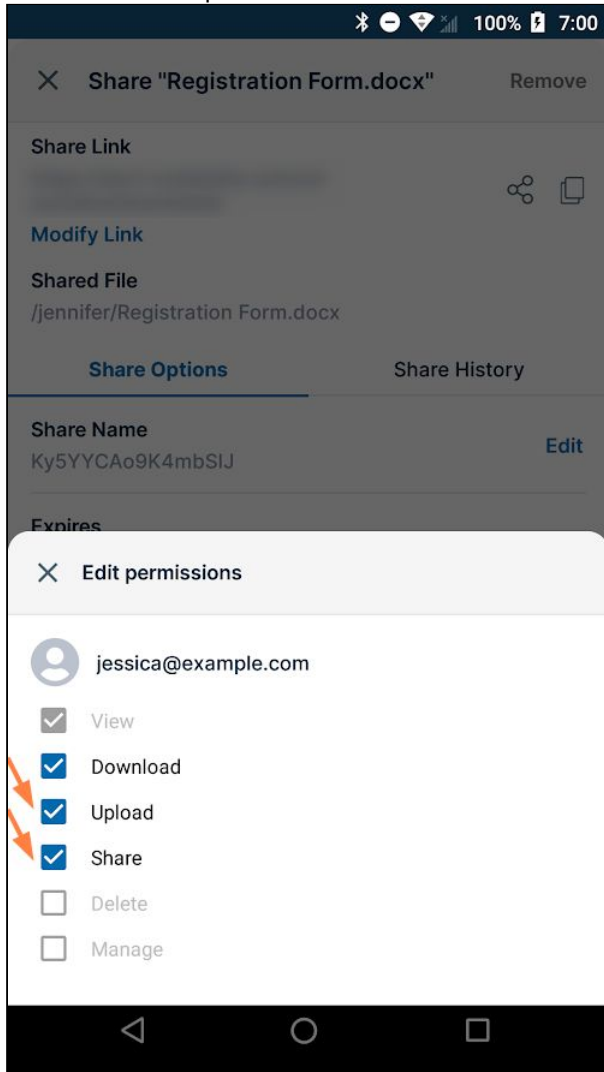 100% 7:00
Share "Registration Form.docx" Remove
Share Link
Modify Link
Shared File
/jennifer/Registration Form.docx
Share Options Share History
Share Name
Ky5YYCAo9K4mbSIJ Edit
Expires
Edit permissions
jessica@example.com
View
Download
Upload
Share
Delete
Manage